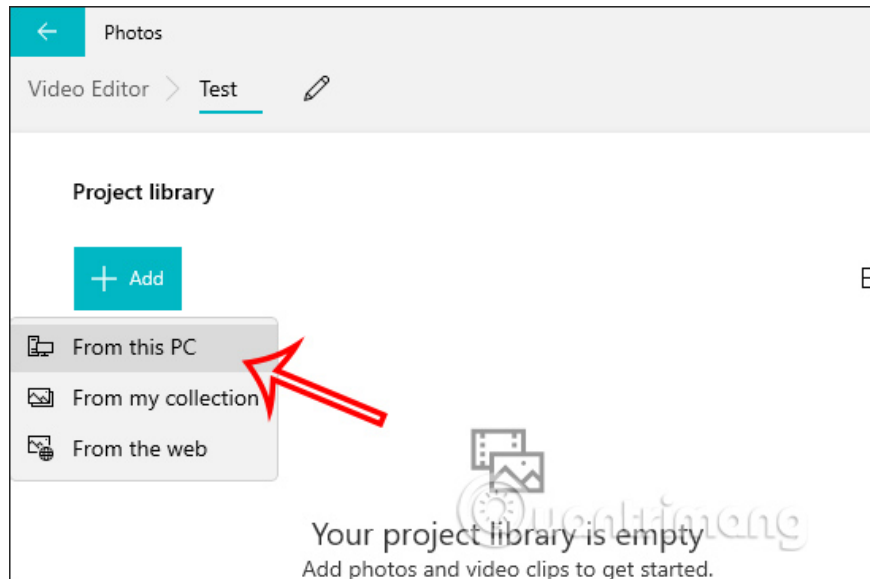 Photos
Video Editor
Test
Project library
Add
From this PC
From my collection
From the web
Quantrimang
Your project library is empty
Add photos and video clips to get started.